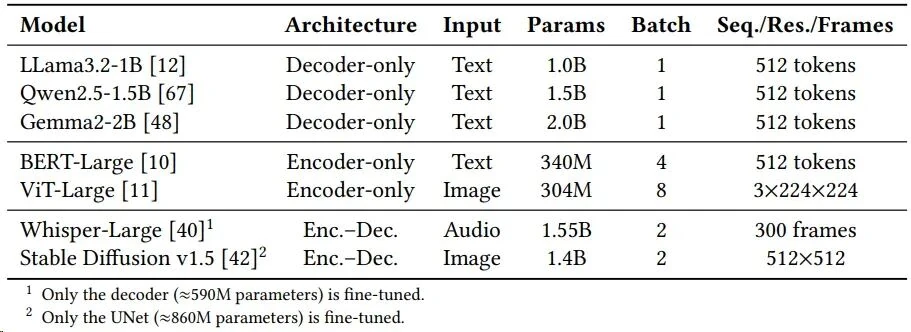 Model Architecture Input Params Batch Seq./Res./Frames
LLama3.2-1B [12] Decoder-only Text 1.0B 1 512 tokens
Qwen2.5-1.5B [67] Decoder-only Text 1.5B 1 512 tokens
Gemma2-2B [48] Decoder-only Text 2.0B 1 512 tokens
BERT-Large [10] Encoder-only Text 340M 4 512 tokens
ViT-Large [11] Encoder-only Image 304M 8 3×224×224
Whisper-Large [40]¹ Enc.–Dec. Audio 1.55B 2 300 frames
Stable Diffusion v1.5 [42]² Enc.–Dec. Image 1.4B 2 512×512
¹ Only the decoder (≈590M parameters) is fine-tuned.
² Only the UNet (≈860M parameters) is fine-tuned.